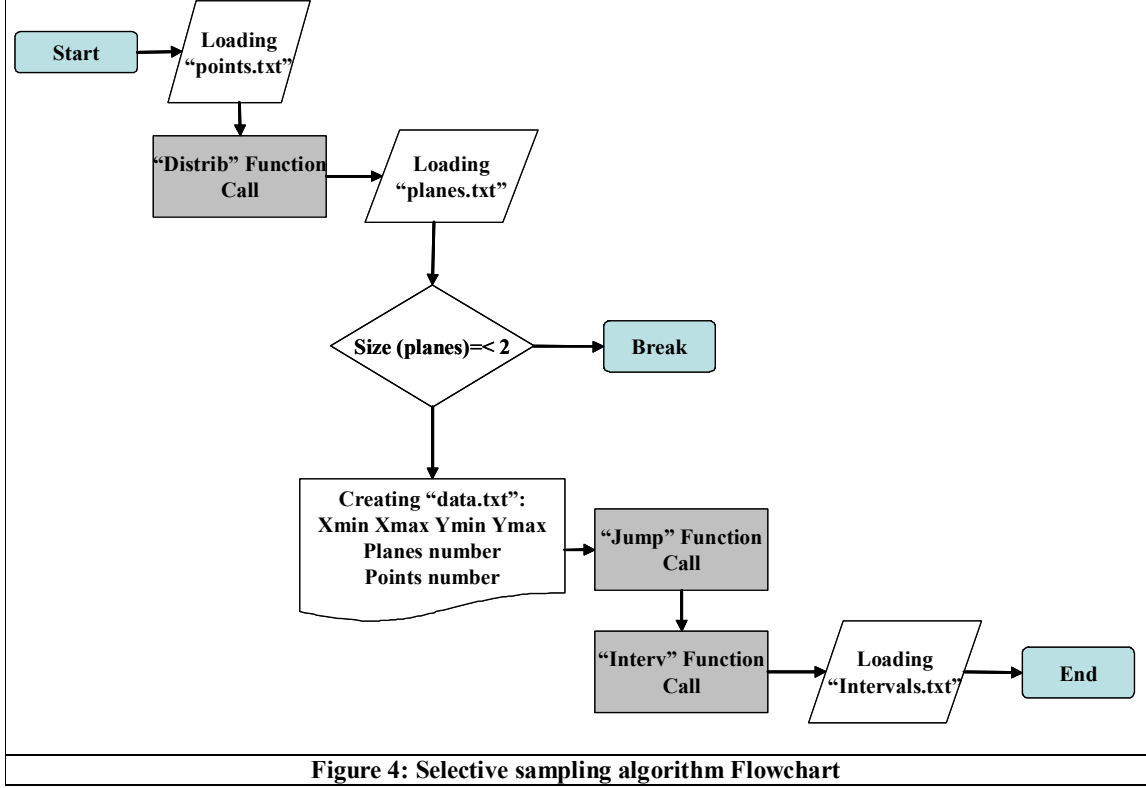 Start
Loading
“points.txt”
“Distrib” Function
Call
Loading
“planes.txt”
Size (planes)=< 2
Break
Creating “data.txt”:
Xmin Xmax Ymin Ymax
Planes number
Points number
“Jump” Function
Call
“Interv” Function
Call
Loading
“Intervals.txt”
End
Figure 4: Selective sampling algorithm Flowchart